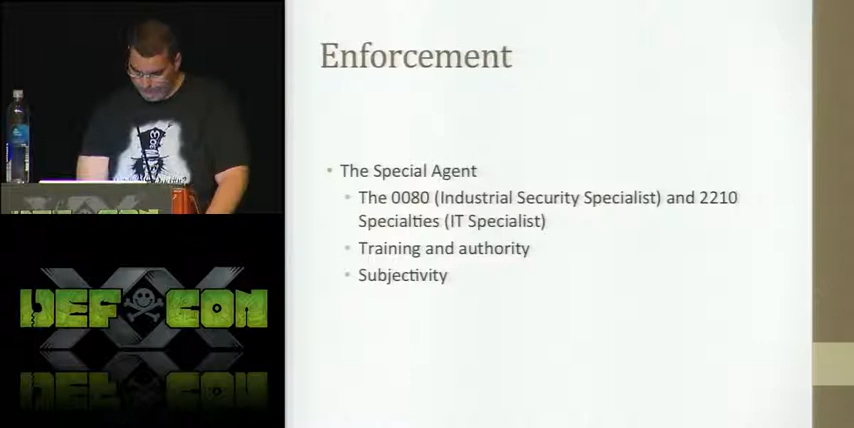 Enforcement
• The Special Agent
• The 0080 (Industrial Security Specialist) and 2210
Specialties (IT Specialist)
• Training and authority
• Subjectivity
DEF CON
XX